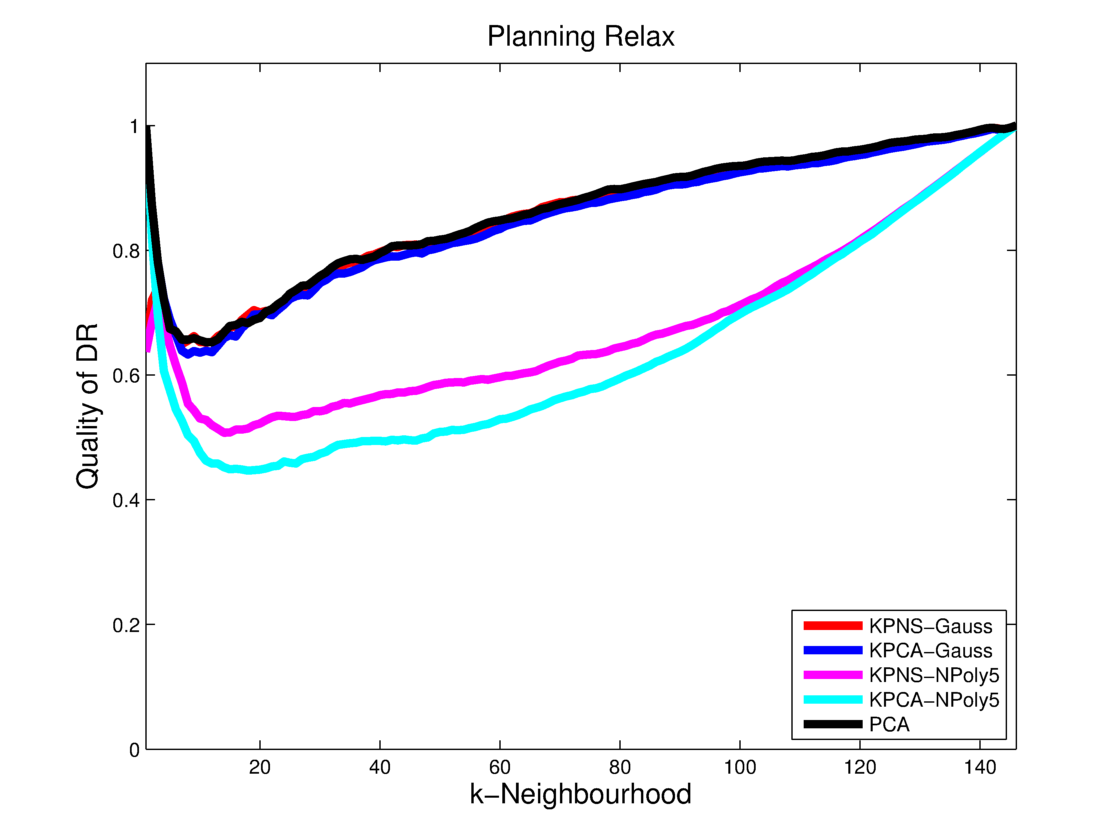 Planning Relax
Quality of DR
1
0.8
0.6
0.4
0.2
0
20 40 60 80 100 120 140
k−Neighbourhood
KPNS−Gauss
KPCA−Gauss
KPNS−NPoly5
KPCA−NPoly5
PCA